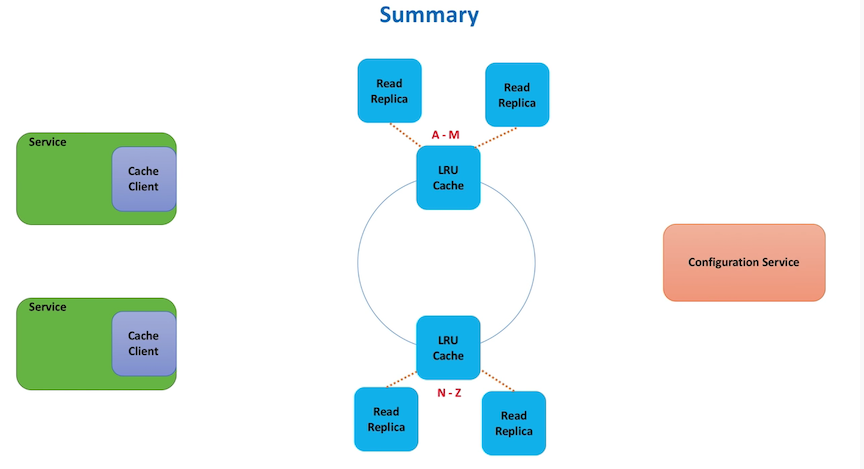 Summary
Read
Replica
Read
Replica
A - M
Service
Cache
Client
LRU
Cache
Configuration Service
Service
Cache
Client
LRU
Cache
N - Z
Read
Replica
Read
Replica